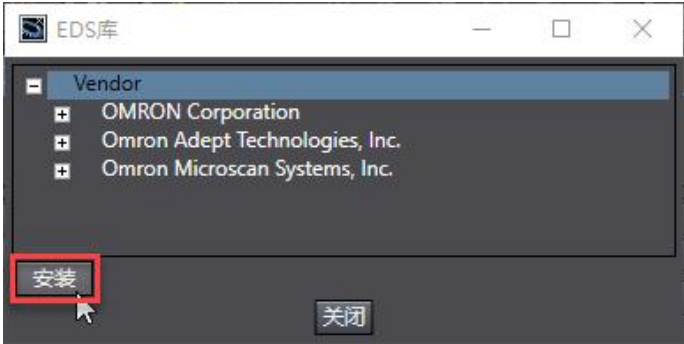 EDS库
Vendor
OMRON Corporation
Omron Adept Technologies, Inc.
Omron Microscan Systems, Inc.
安装
关闭